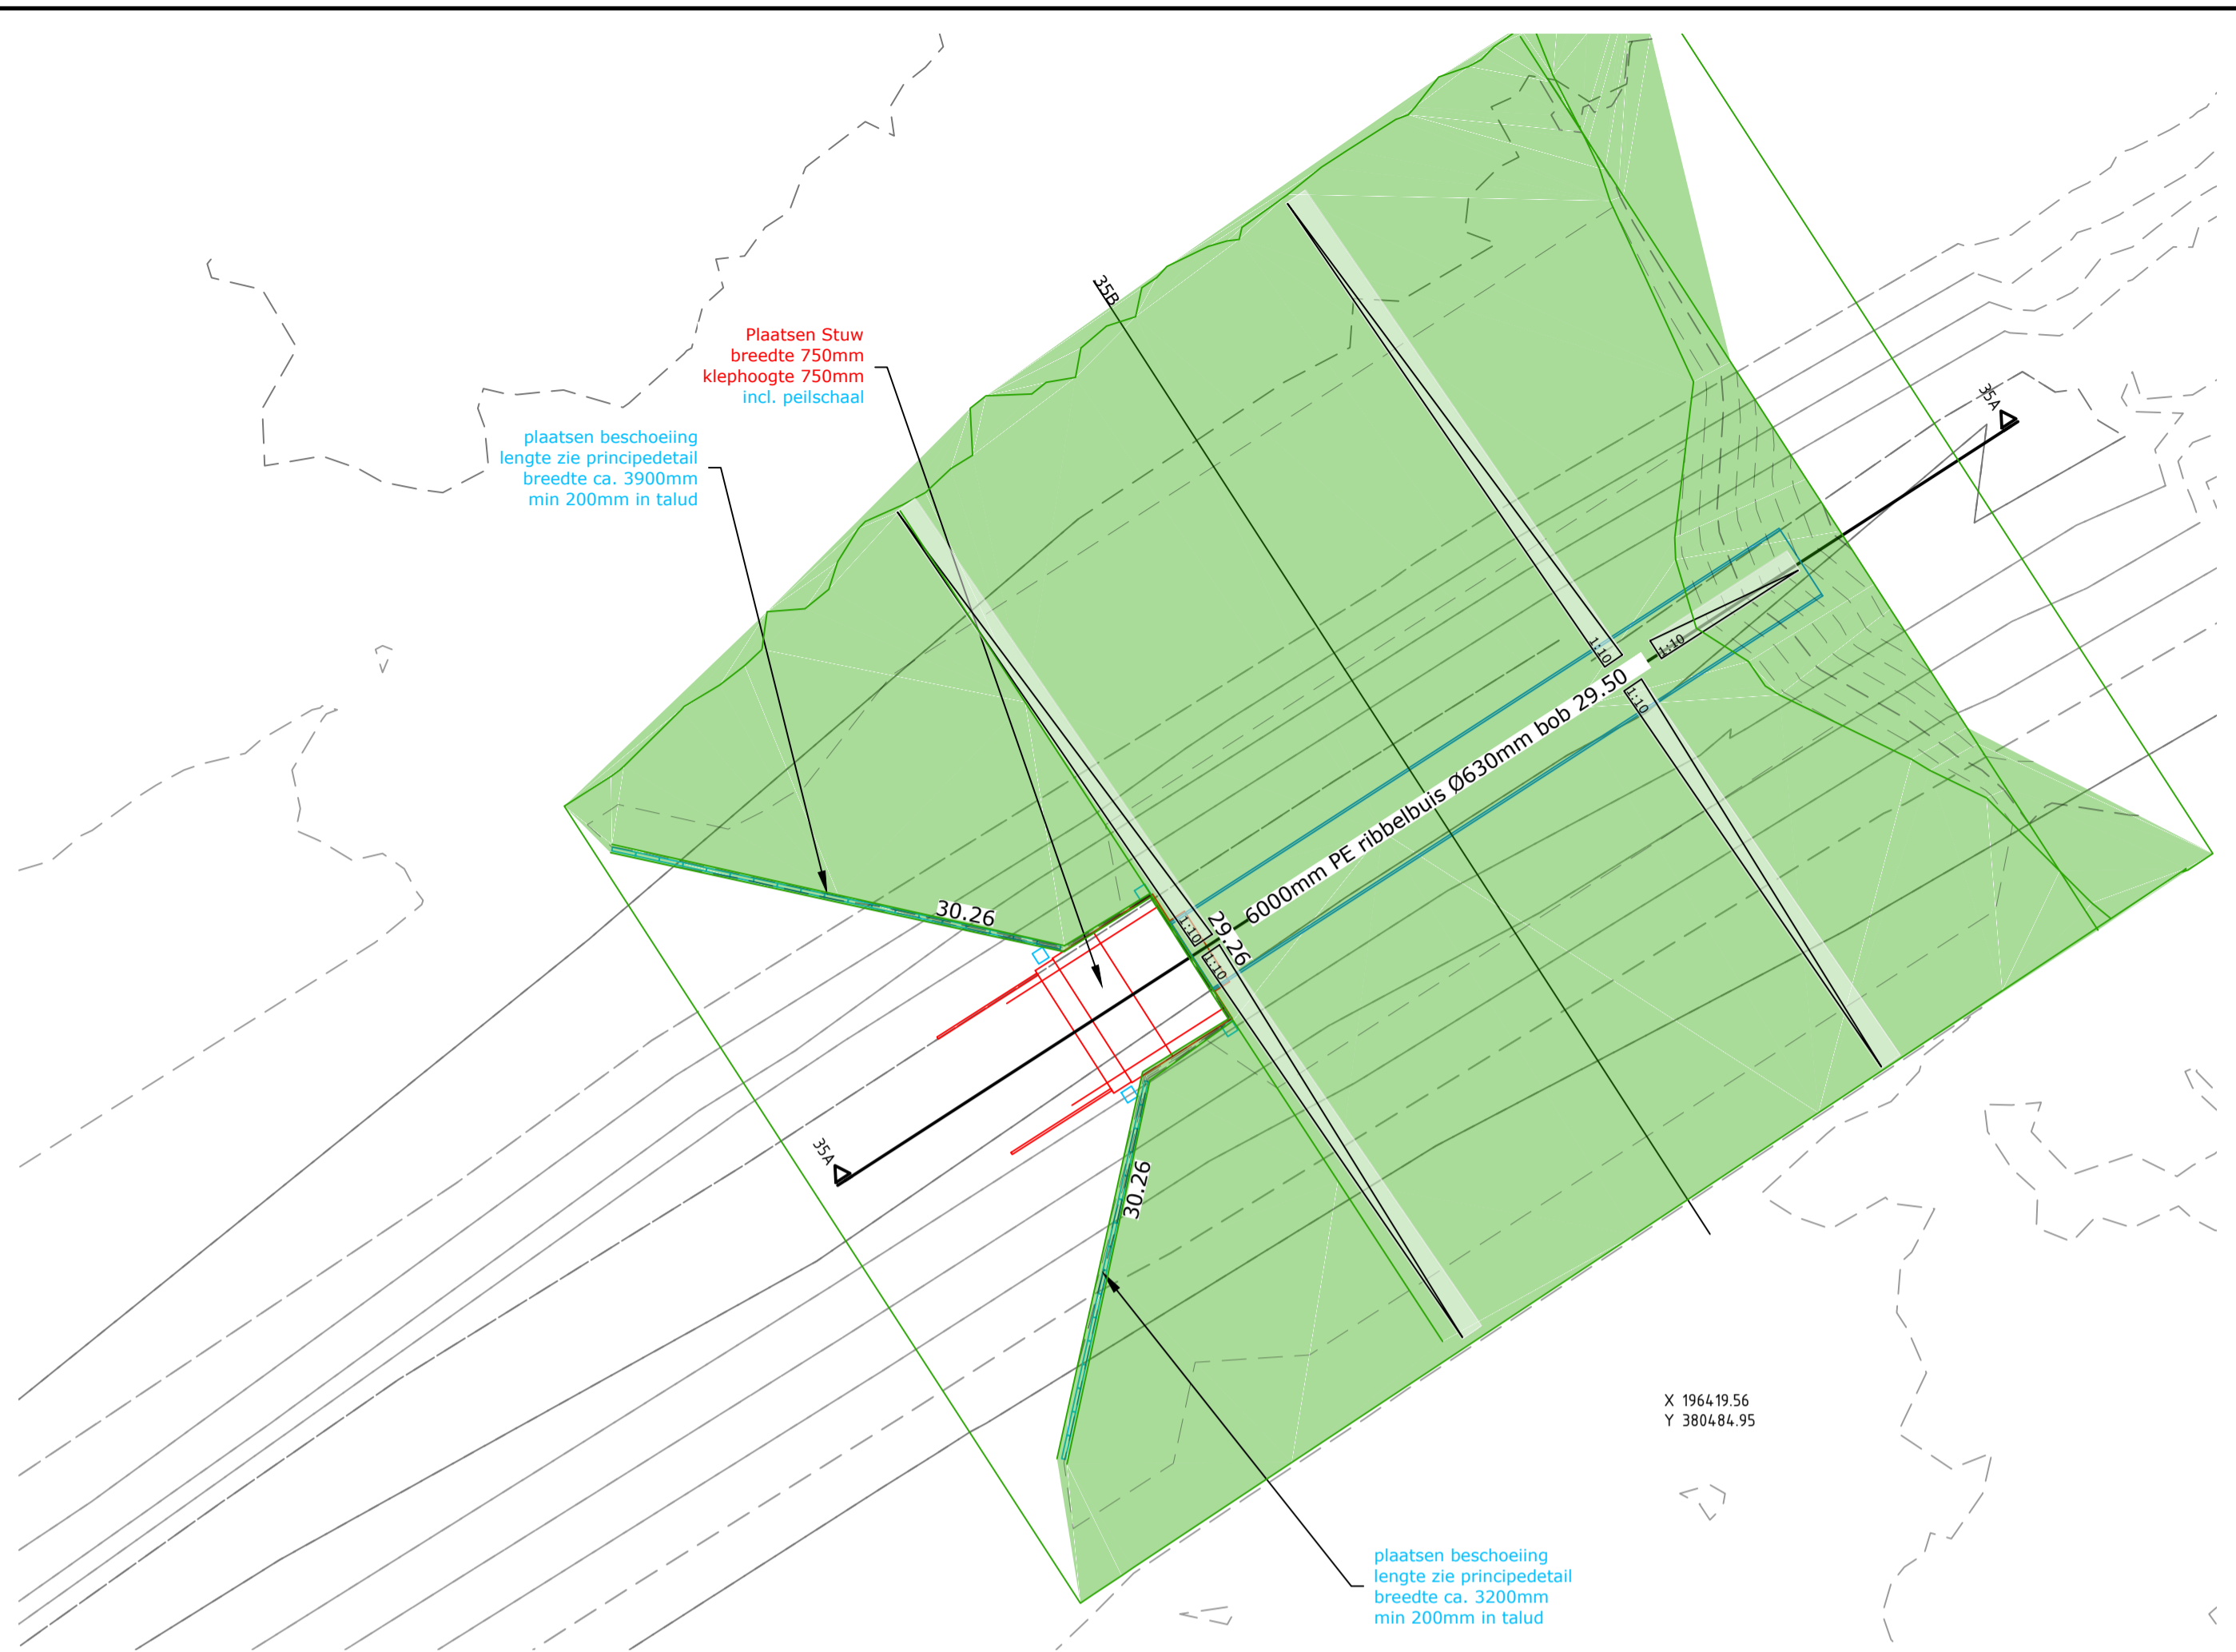 35B
Plaatsen Stuw
breedte 750mm
klephoogte 750mm
incl. peilschaal
35A
plaatsen beschoeiing
lengte zie principedetail
breedte ca. 3900mm
min 200mm in talud
1:10
1:10
1:10
6000mm PE ribbelbuis Ø630mm bob 29.50
30.26
1:10
29.26
1:10
35A
30.26
X 196419.56
Y 380484.95
plaatsen beschoeiing
lengte zie principedetail
breedte ca. 3200mm
min 200mm in talud